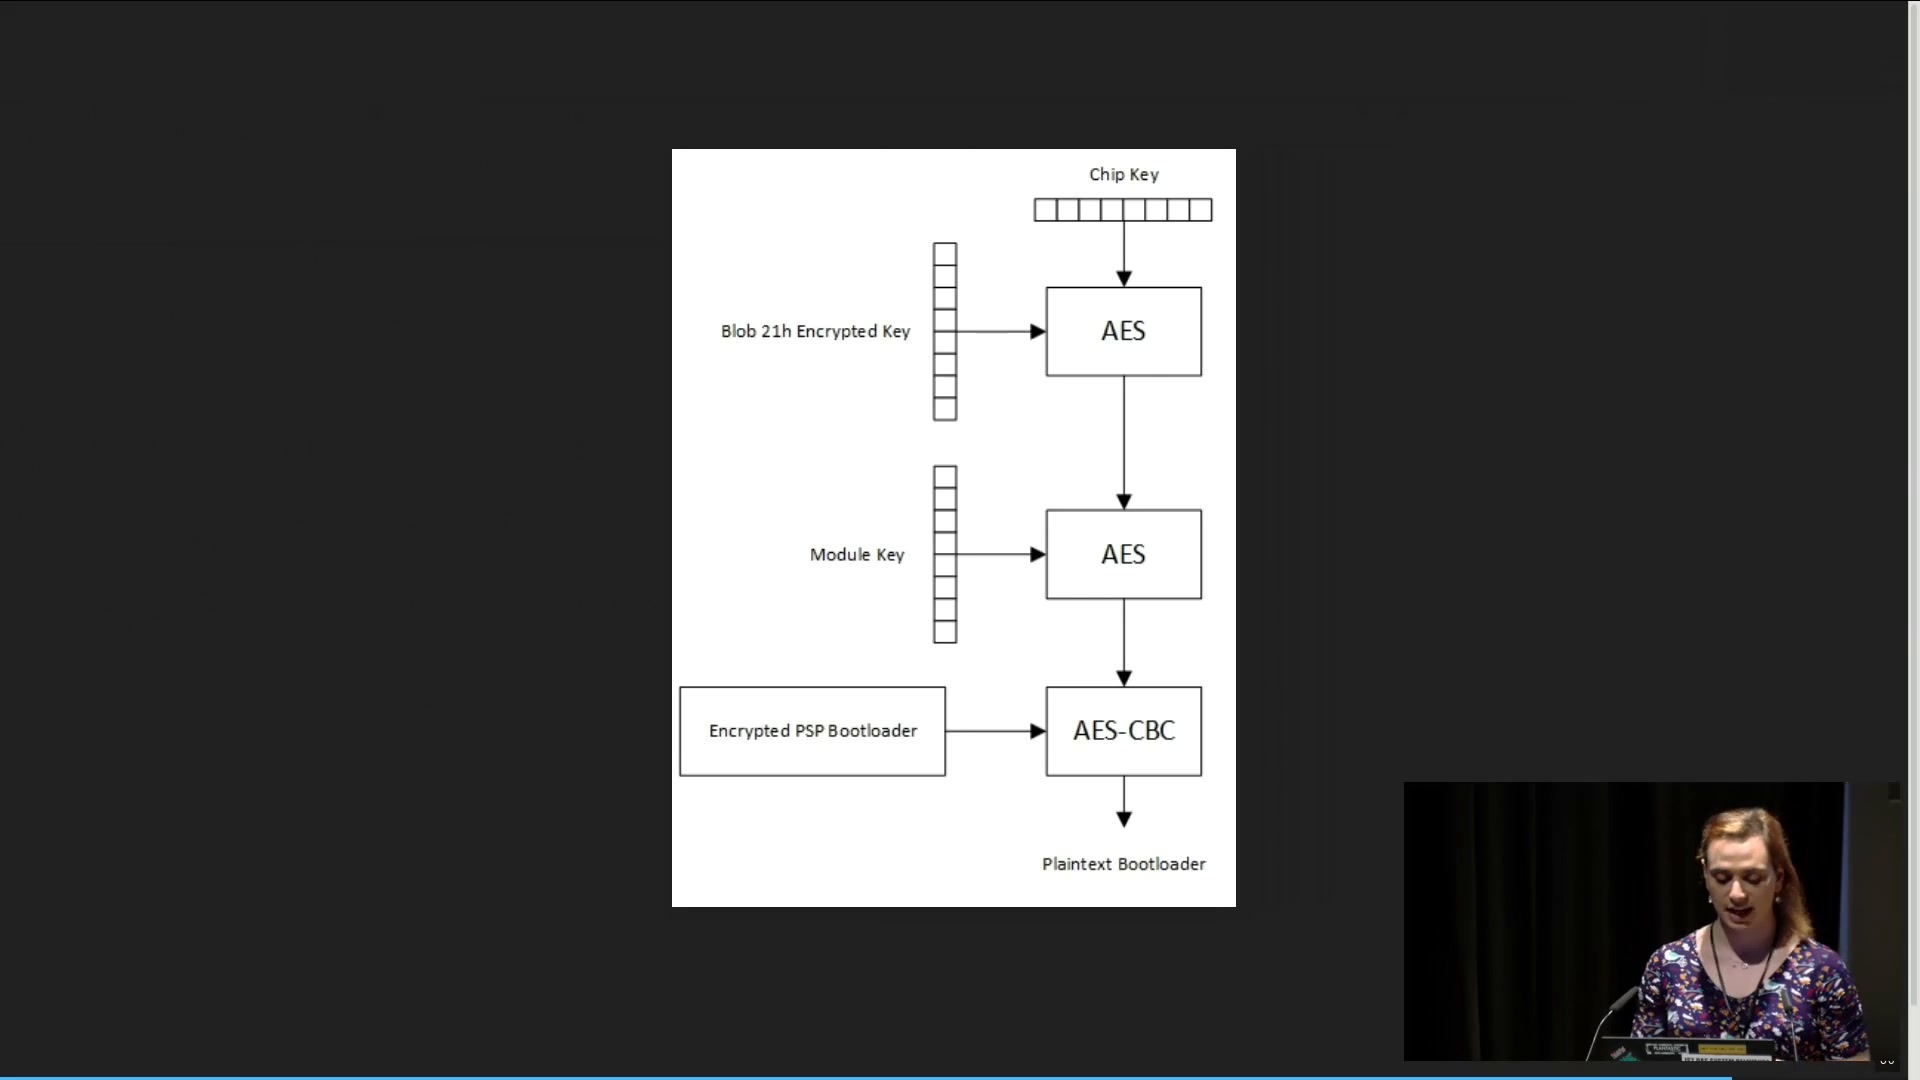 Chip Key
Blob 21h Encrypted Key
AES
Module Key
AES
Encrypted PSP Bootloader
AES-CBC
Plaintext Bootloader